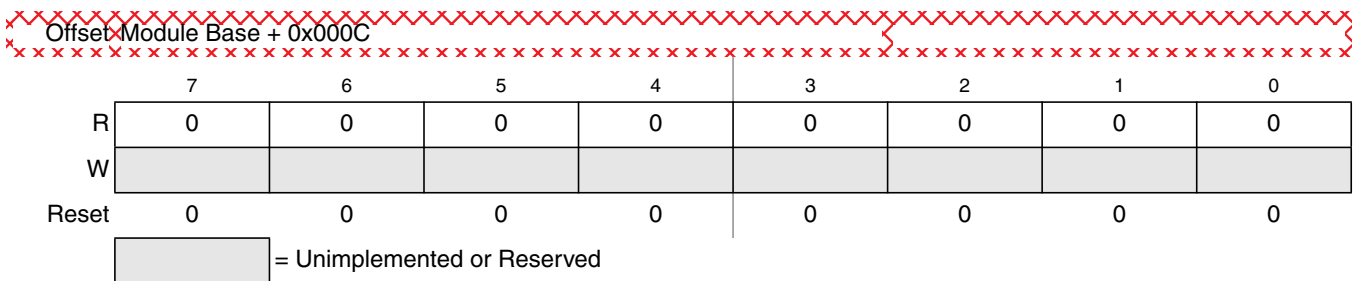 Offset Module Base + 0x000C
7 6 5 4 3 2 1 0
R 0 0 0 0 0 0 0 0
W
Reset 0 0 0 0 0 0 0 0
= Unimplemented or Reserved